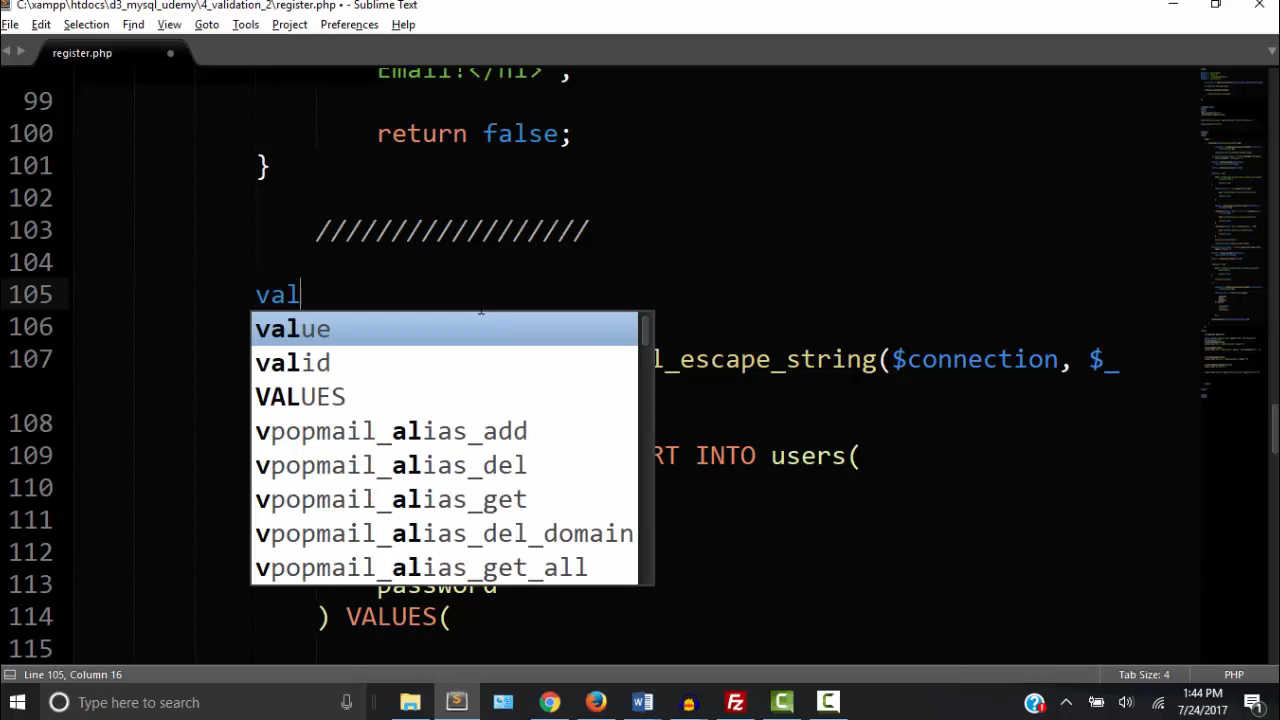 C:\xampp\htdocs\d3_mysql_udemy\4_validation_2\register.php • - Sublime Text
File Edit Selection Find View Goto Tools Project Preferences Help
register.php
Email!</h1>";
99
100 return false;
101 }
102
103 //////////////////
104
105 val
106 value
valid
107 l_escape_string($connection, $_
VALUES
108 vpopmail_alias_add
109 RT INTO users(
vpopmail_alias_del
110 vpopmail_alias_get
111
112 vpopmail_alias_del_domain
vpopmail_alias_get_all
113 password
114 ) VALUES(
115
Line 105, Column 16 Tab Size: 4 PHP
Type here to search
1:44 PM
7/24/2017